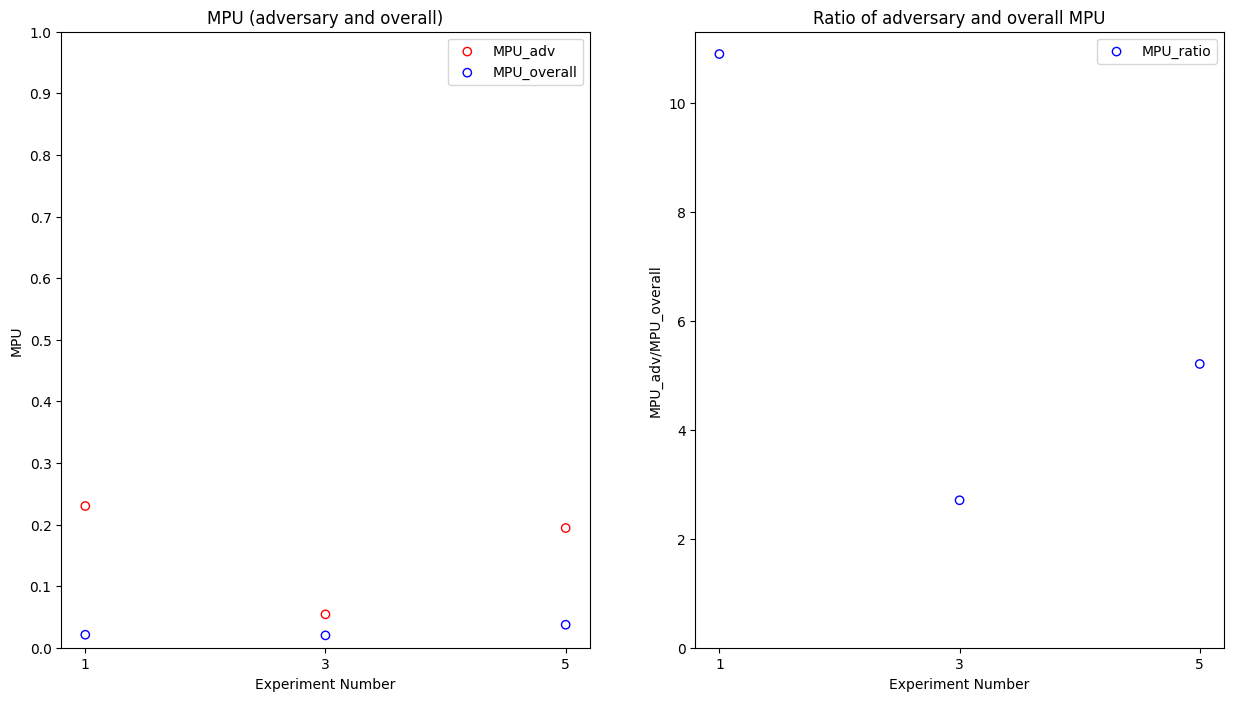 MPU (adversary and overall)
MPU_adv
MPU_overall
1.0
0.9
0.8
0.7
0.6
0.5
0.4
0.3
0.2
0.1
0.0
MPU
1 3 5
Experiment Number
Ratio of adversary and overall MPU
MPU_ratio
10
8
6
4
2
0
MPU_adv/MPU_overall
1 3 5
Experiment Number